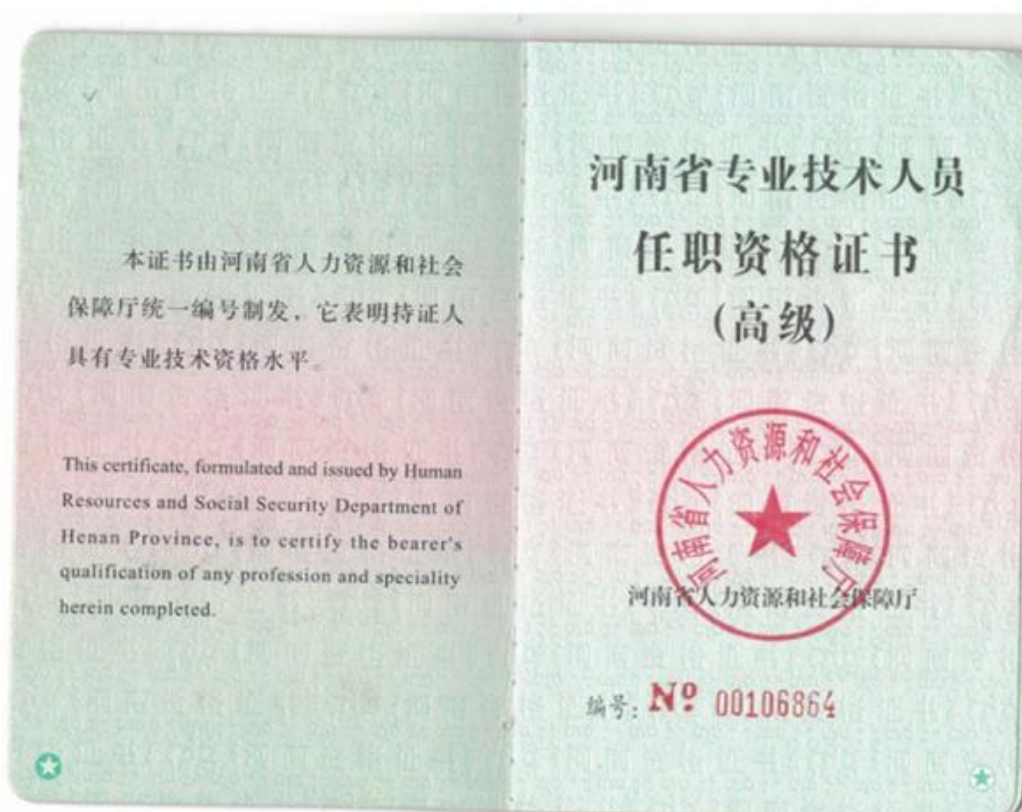 本证书由河南省人力资源和社会
保障厅统一编号制发，它表明持证人
具有专业技术资格水平。
This certificate, formulated and issued by Human
Resources and Social Security Department of
Henan Province, is to certify the bearer's
qualification of any profession and speciality
herein completed.
河南省专业技术人员
任职资格证书
(高级)
河南省人力资源和社会保障厅
河南省人力资源和社会保障厅
编号: Nº 00106864